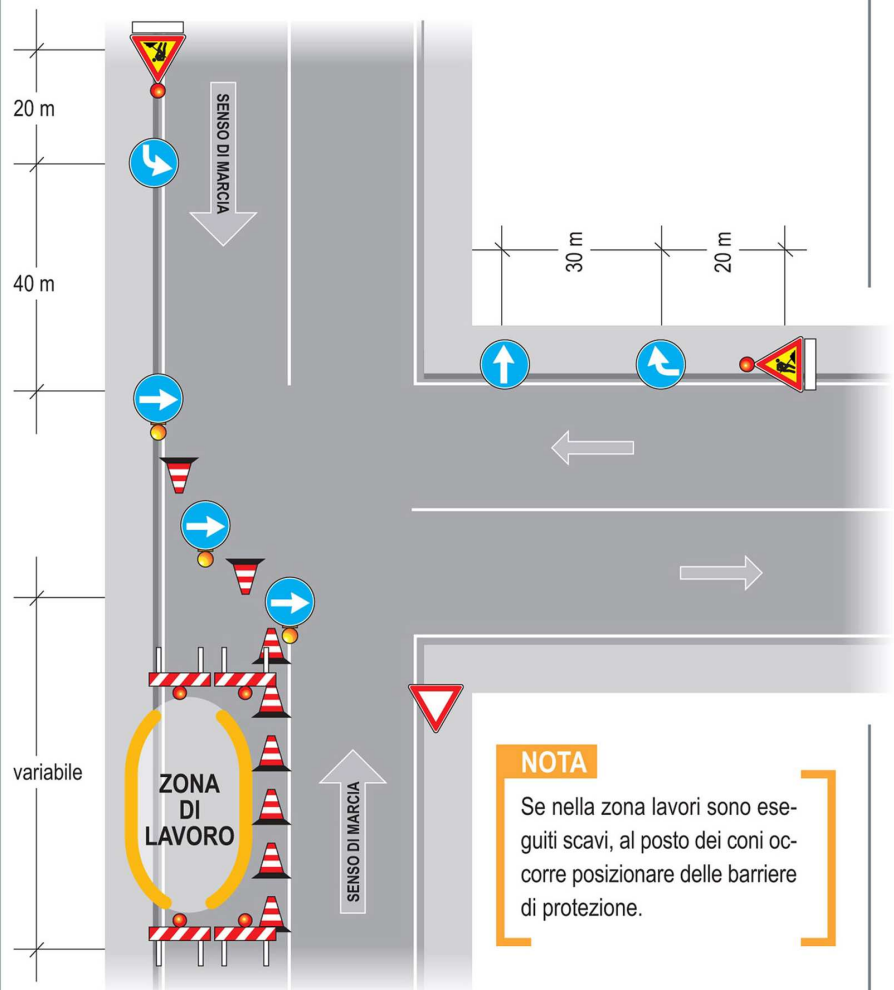 20 m
SENSO DI MARCIA
40 m
30 m
20 m
variabile
ZONA
DI
LAVORO
SENSO DI MARCIA
NOTA
Se nella zona lavori sono ese-
guiti scavi, al posto dei coni oc-
corre posizionare delle barriere
di protezione.